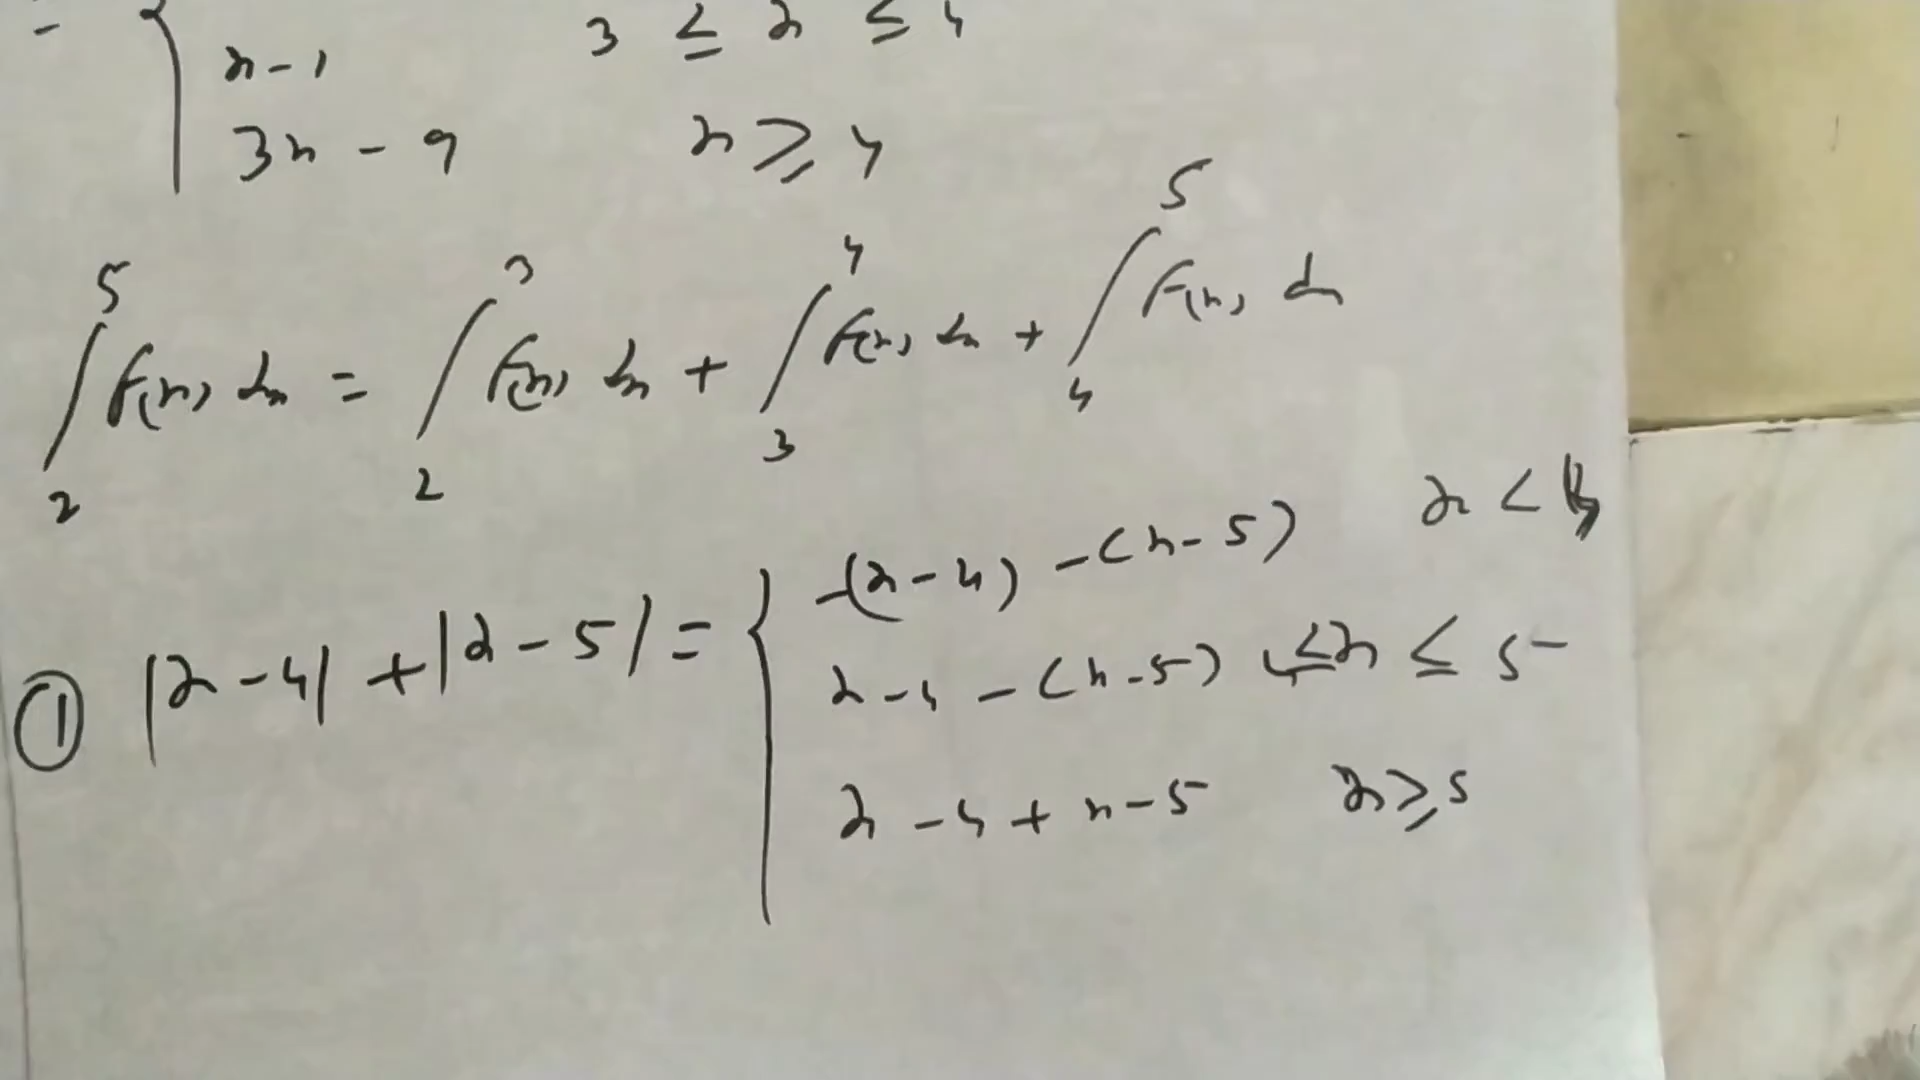 = { x - 1    3 ≤ x ≤ 4
3x - 9    x ≥ 4
∫₂⁵ f(x) dx = ∫₂³ f(x) dx + ∫₃⁴ f(x) dx + ∫₄⁵ f(x) dx
① |x - 4| + |x - 5| = { -(x - 4) - (x - 5)    x < 4
x - 4 - (x - 5)    4 ≤ x ≤ 5
x - 4 + x - 5    x ≥ 5